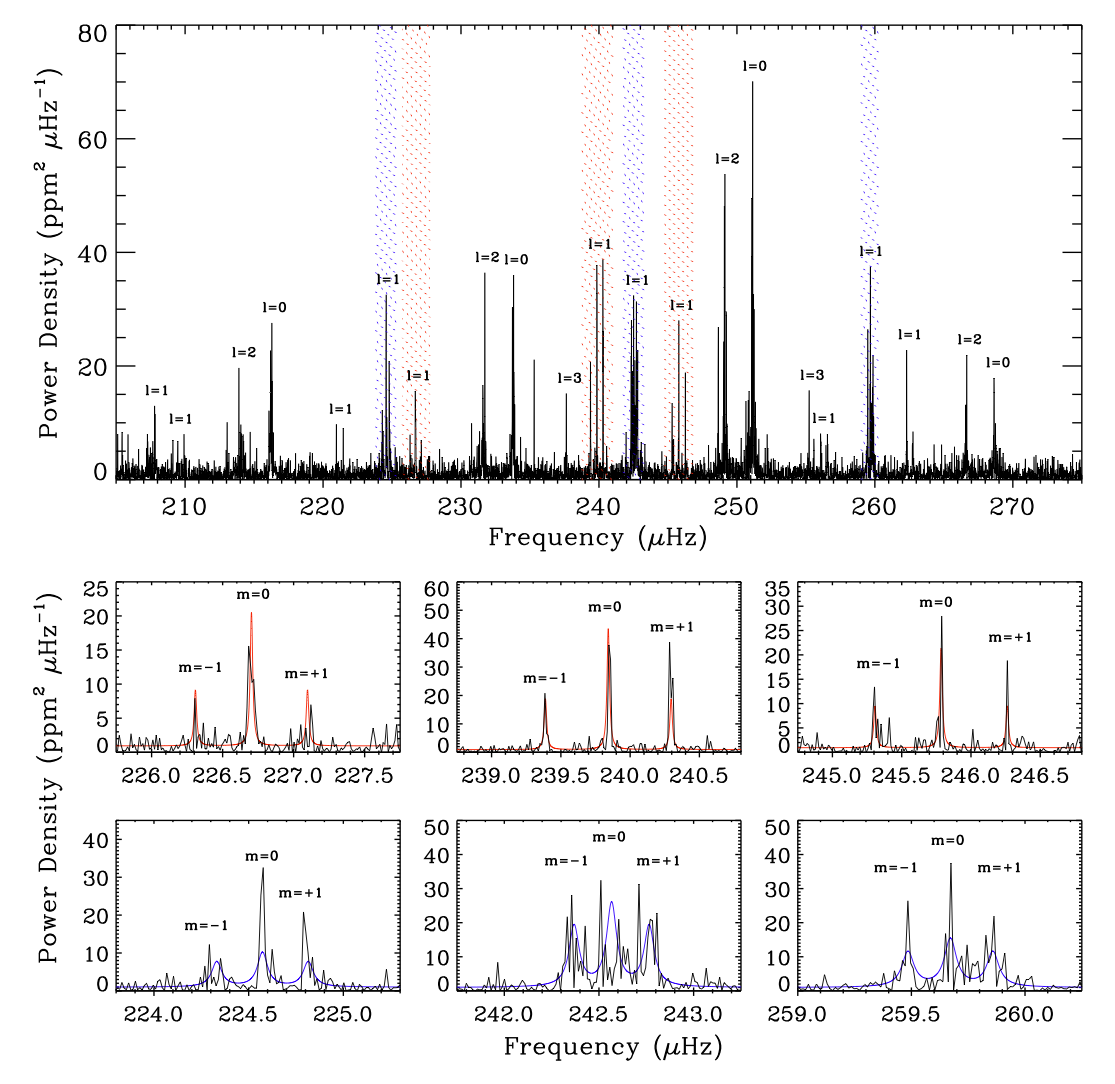 80
60
40
20
0
Power Density (ppm² μHz⁻¹)
l=0
l=2
l=1
l=2 l=0
l=1
l=1
l=1
l=1
l=0
l=1
l=2
l=1
l=3
l=3
l=2
l=0
l=1
l=1
l=1
l=1
210 220 230 240 250 260 270
Frequency (μHz)
Power Density (ppm² μHz⁻¹)
25
20
15
10
5
0
m=0
m=−1
m=+1
226.0 226.5 227.0 227.5
60
50
40
30
20
10
0
m=0
m=+1
m=−1
239.0 239.5 240.0 240.5
35
30
25
20
15
10
5
0
m=0
m=+1
m=−1
245.0 245.5 246.0 246.5
40
30
20
10
0
m=0
m=+1
m=−1
224.0 224.5 225.0
50
40
30
20
10
0
m=0
m=−1 m=+1
242.0 242.5 243.0
50
40
30
20
10
0
m=0
m=−1 m=+1
259.0 259.5 260.0
Frequency (μHz)